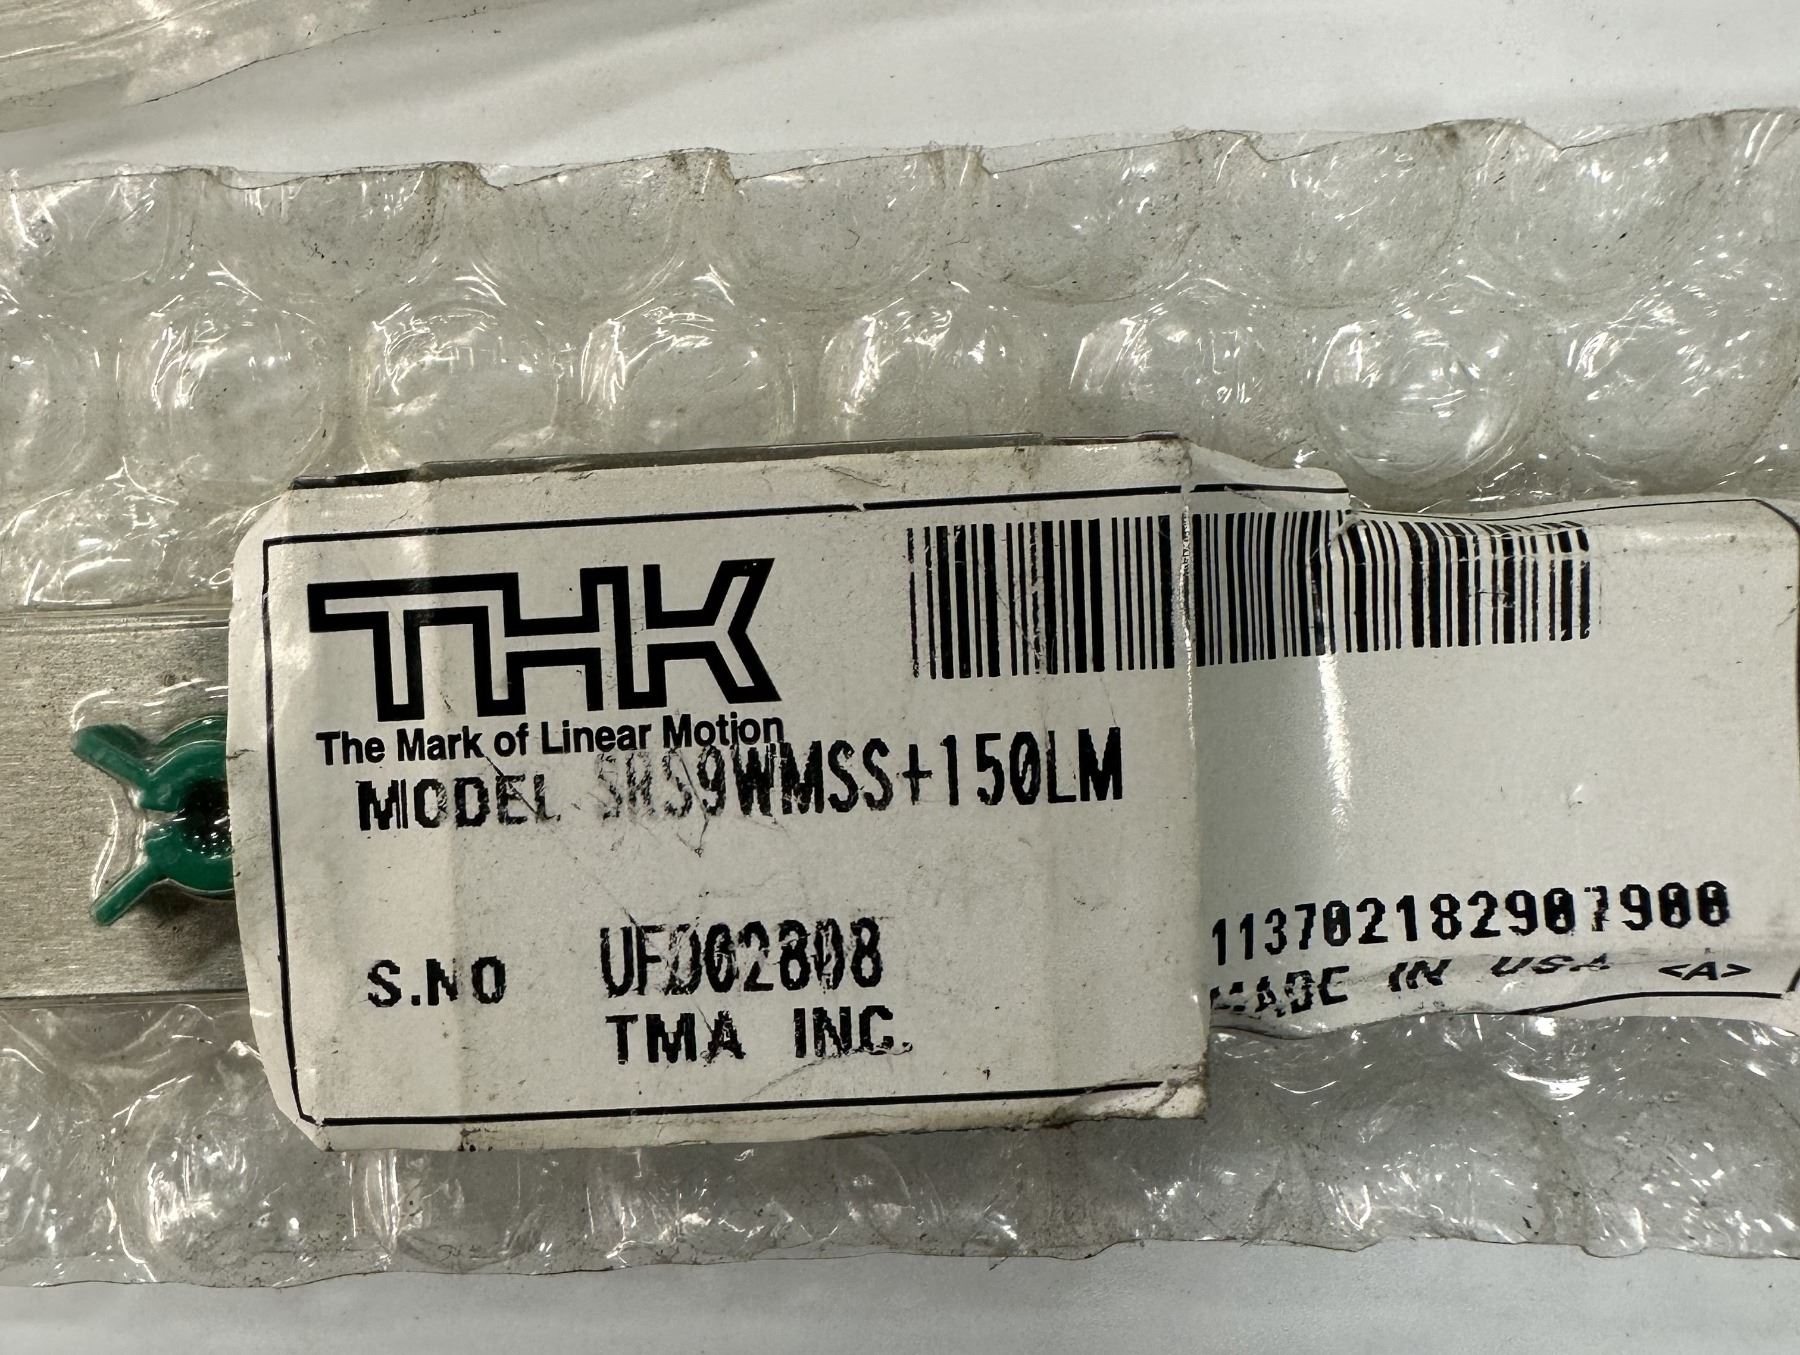 THK
The Mark of Linear Motion
MODEL SRS9WMSS+150LM
S.NO UFD02808
TMA INC.
113702182907900
MADE IN USA <A>